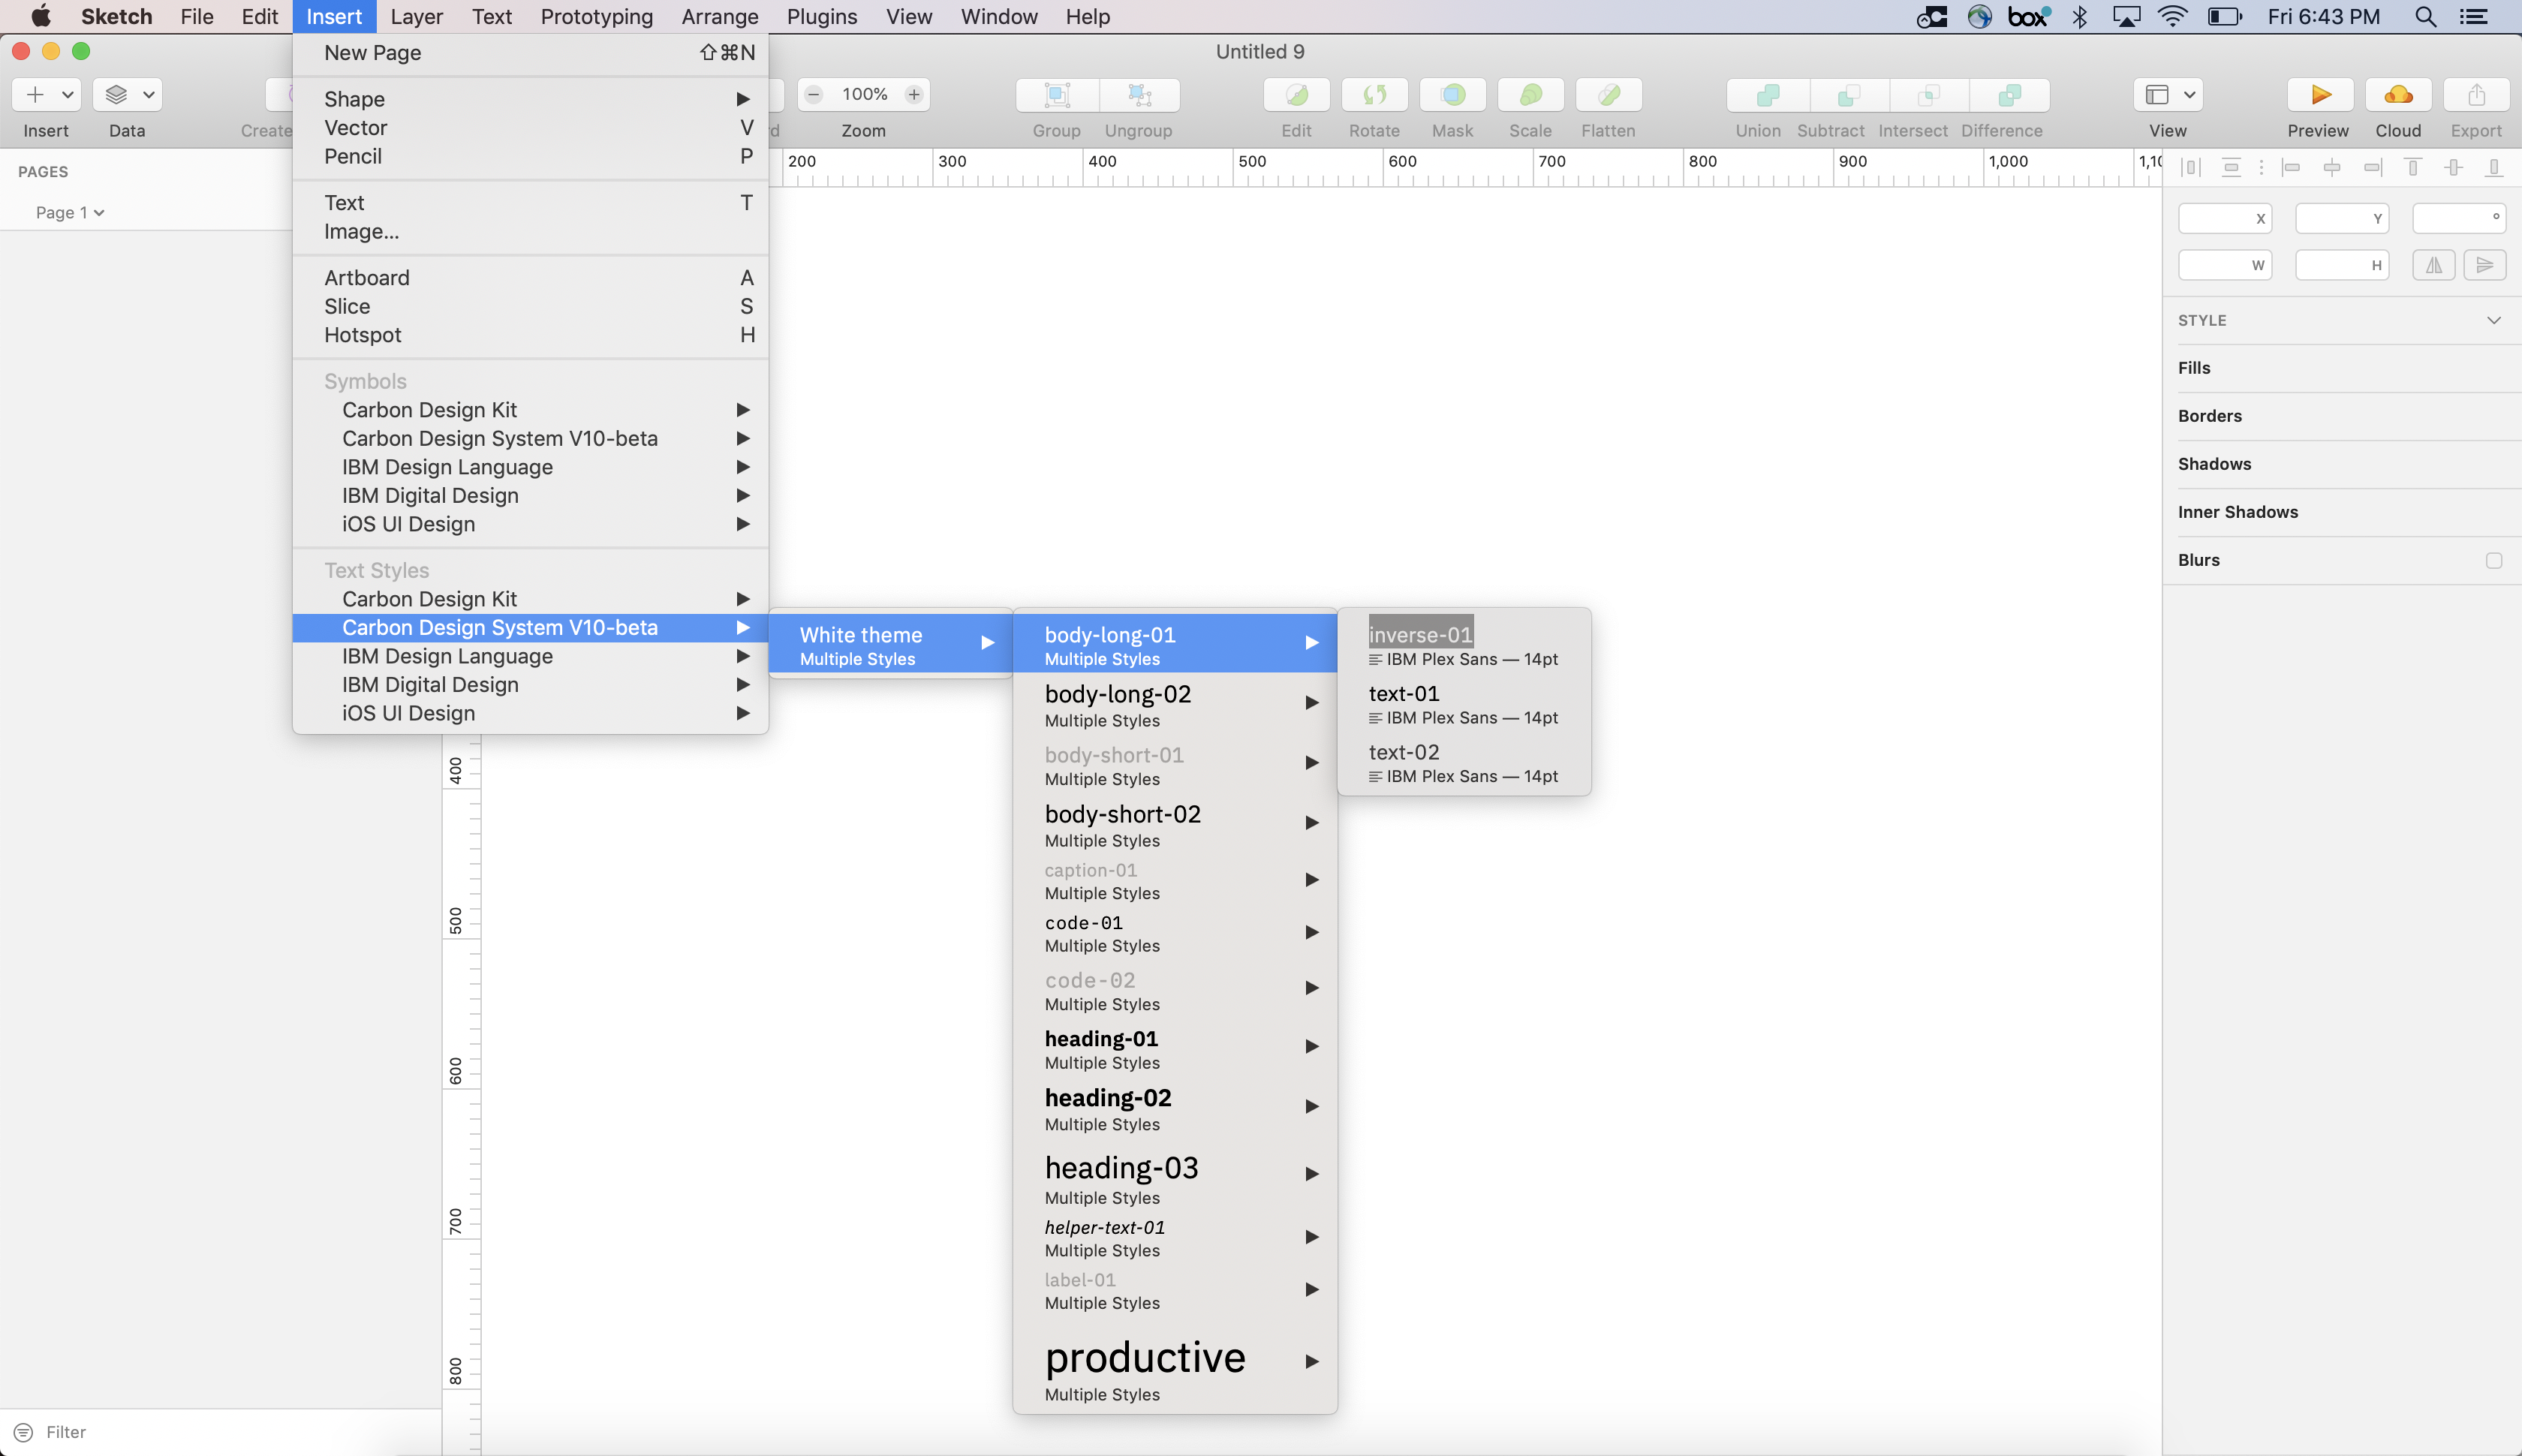 Sketch File Edit Insert Layer Text Prototyping Arrange Plugins View Window Help box Fri 6:43 PM
Untitled 9
100%
Insert Data Create Zoom Group Ungroup Edit Rotate Mask Scale Flatten Union Subtract Intersect Difference View Preview Cloud Export
New Page ⇧⌘N
Shape
Vector V
Pencil P
Text T
Image...
Artboard A
Slice S
Hotspot H
Symbols
Carbon Design Kit
Carbon Design System V10-beta
IBM Design Language
IBM Digital Design
iOS UI Design
Text Styles
Carbon Design Kit
Carbon Design System V10-beta
IBM Design Language
IBM Digital Design
iOS UI Design
White theme
Multiple Styles
body-long-01
Multiple Styles
body-long-02
Multiple Styles
body-short-01
Multiple Styles
body-short-02
Multiple Styles
caption-01
Multiple Styles
code-01
Multiple Styles
code-02
Multiple Styles
heading-01
Multiple Styles
heading-02
Multiple Styles
heading-03
Multiple Styles
helper-text-01
Multiple Styles
label-01
Multiple Styles
productive
Multiple Styles
inverse-01
IBM Plex Sans — 14pt
text-01
IBM Plex Sans — 14pt
text-02
IBM Plex Sans — 14pt
PAGES
Page 1
Filter
200 300 400 500 600 700 800 900 1,000
400
500
600
700
800
X Y °
W H
STYLE
Fills
Borders
Shadows
Inner Shadows
Blurs